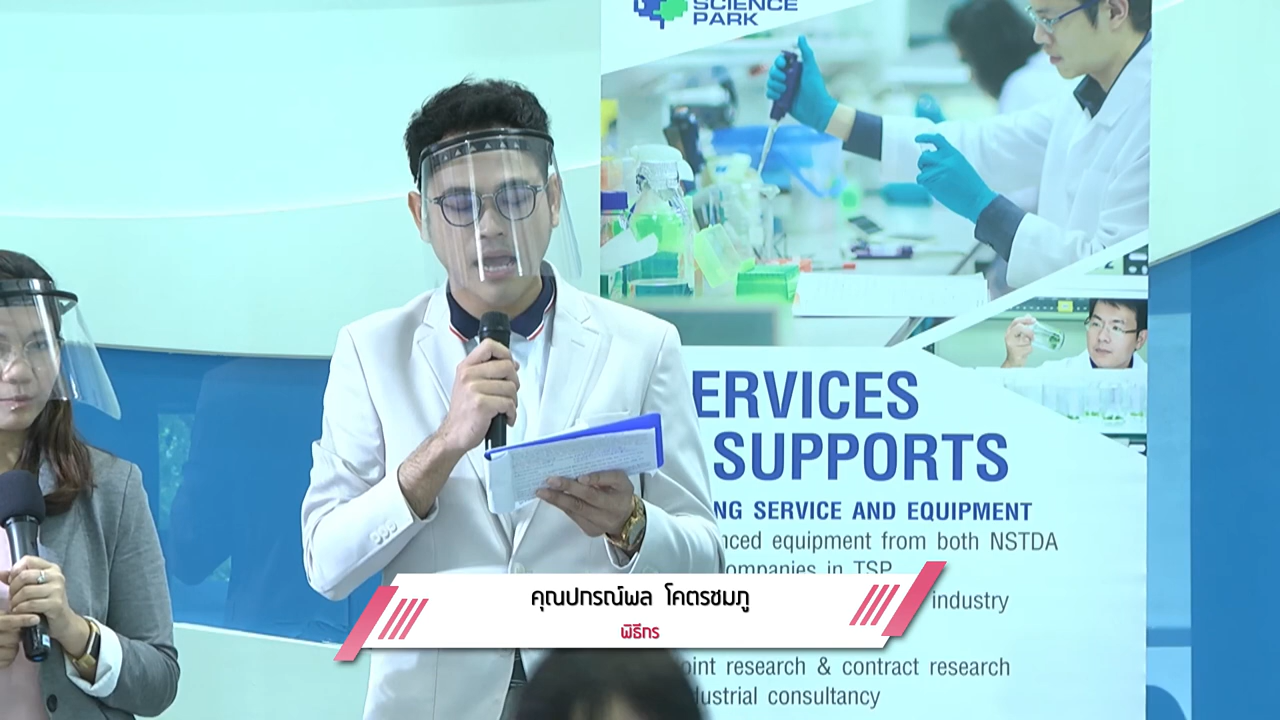 SCIENCE
PARK
ERVICES
SUPPORTS
NG SERVICE AND EQUIPMENT
nced equipment from both NSTDA
ompanies in TSP
industry
oint research & contract research
ustrial consultancy
คุณปกรณ์พล โคตรชมภู
พิธีกร